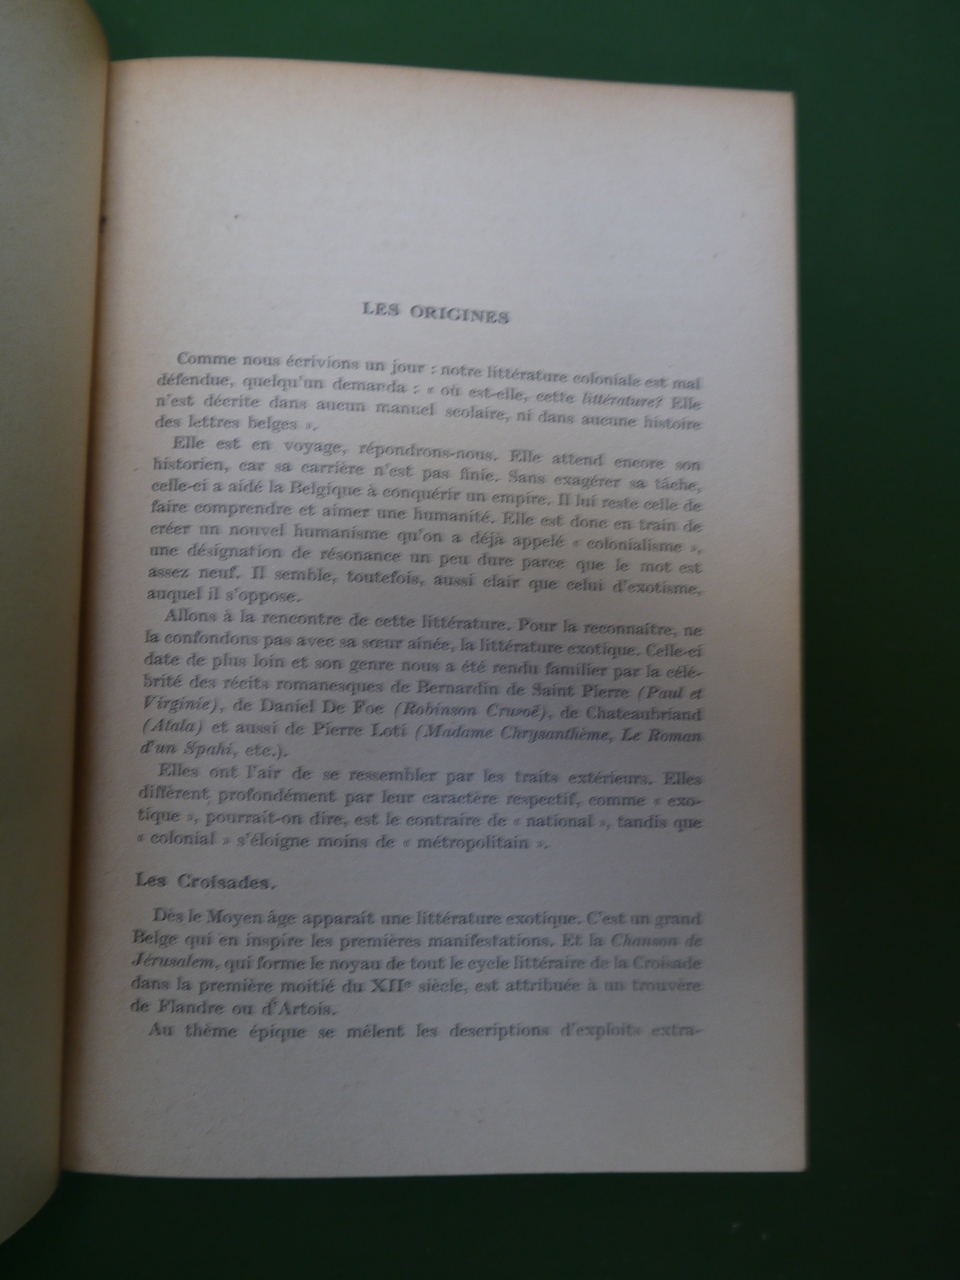 LES ORIGINES
Comme nous écrivions un jour : notre littérature coloniale est mal
défendue, quelqu'un demanda : « où est-elle, cette littérature? Elle
n'est décrite dans aucun manuel scolaire, ni dans aucune histoire
des lettres belges ».
Elle est en voyage, répondrons-nous. Elle attend encore son
historien, car sa carrière n'est pas finie. Sans exagérer sa tâche,
celle-ci a aidé la Belgique à conquérir un empire. Il lui reste celle de
faire comprendre et aimer une humanité. Elle est donc en train de
créer un nouvel humanisme qu'on a déjà appelé « colonialisme »,
une désignation de résonance un peu dure parce que le mot est
assez neuf. Il semble, toutefois, aussi clair que celui d'exotisme,
auquel il s'oppose.
Allons à la rencontre de cette littérature. Pour la reconnaître, ne
la confondons pas avec sa sœur aînée, la littérature exotique. Celle-ci
date de plus loin et son genre nous a été rendu familier par la célé-
brité des récits romanesques de Bernardin de Saint Pierre (Paul et
Virginie), de Daniel De Foe (Robinson Crusoë), de Chateaubriand
(Atala) et aussi de Pierre Loti (Madame Chrysanthème, Le Roman
d'un Spahi, etc.).
Elles ont l'air de se ressembler par les traits extérieurs. Elles
diffèrent profondément par leur caractère respectif, comme « exo-
tique », pourrait-on dire, est le contraire de « national », tandis que
« colonial » s'éloigne moins de « métropolitain ».
Les Croisades.
Dès le Moyen âge apparait une littérature exotique. C'est un grand
Belge qui en inspire les premières manifestations. Et la Chanson de
Jérusalem, qui forme le noyau de tout le cycle littéraire de la Croisade
dans la première moitié du XIIe siècle, est attribuée à un trouvère
de Flandre ou d'Artois.
Au thème épique se mêlent les descriptions d'exploits extra-